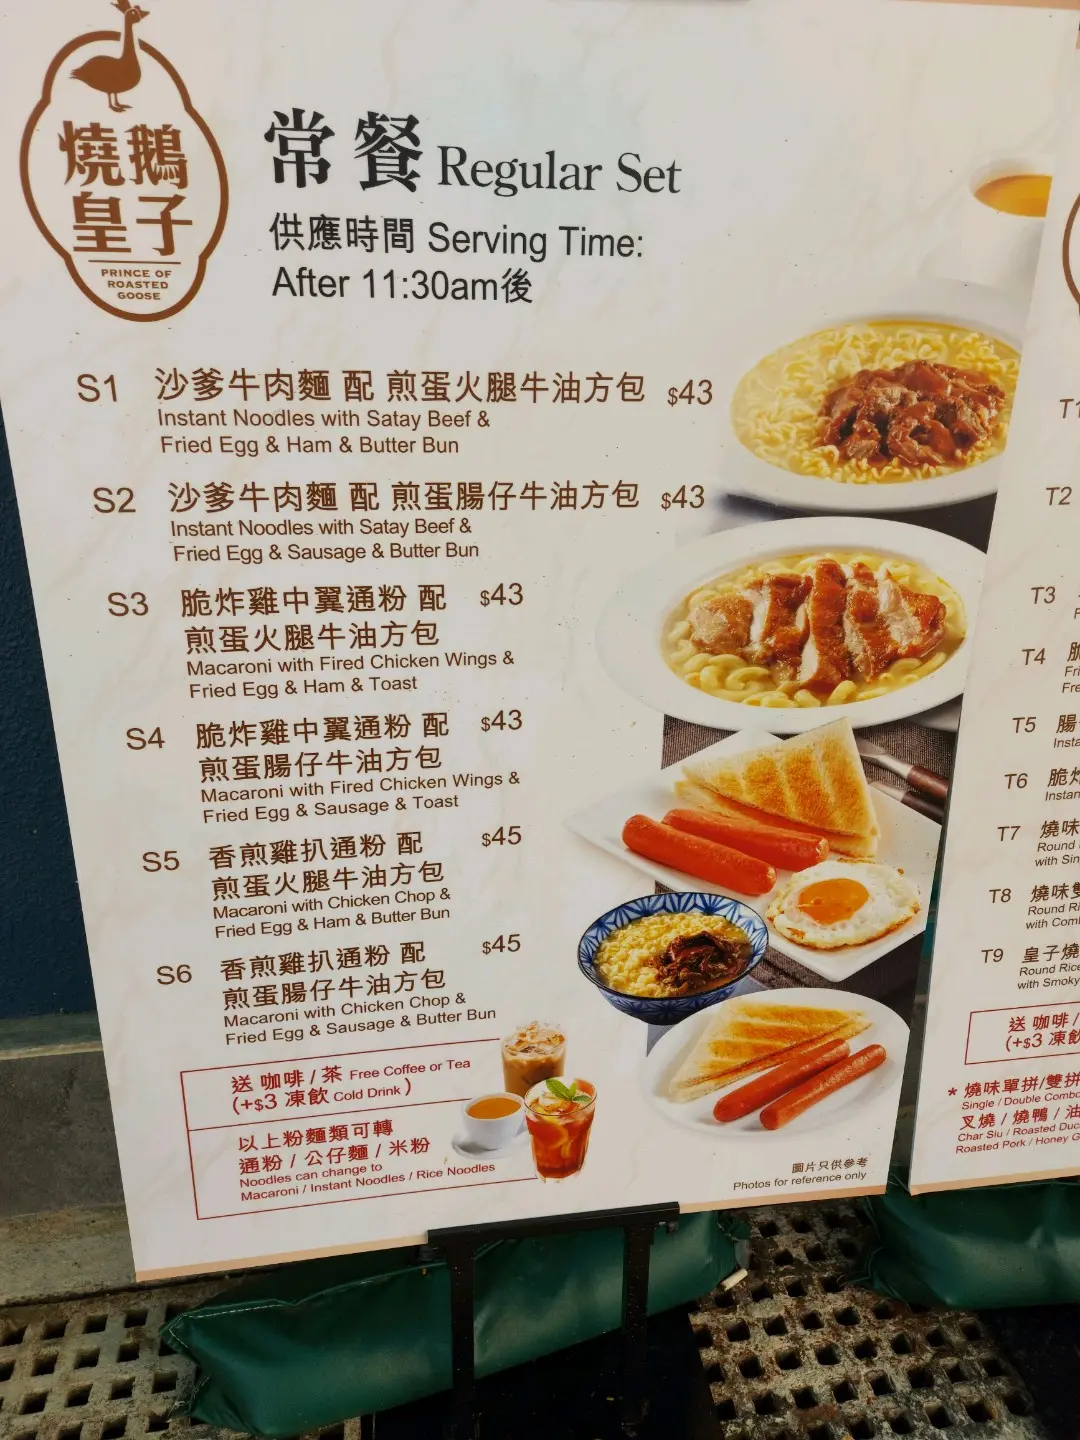 燒鵝
皇子
PRINCE OF
ROASTED
GOOSE
常餐 Regular Set
供應時間 Serving Time:
After 11:30am後
S1 沙爹牛肉麵 配 煎蛋火腿牛油方包 $43
Instant Noodles with Satay Beef &
Fried Egg & Ham & Butter Bun
S2 沙爹牛肉麵 配 煎蛋腸仔牛油方包 $43
Instant Noodles with Satay Beef &
Fried Egg & Sausage & Butter Bun
S3 脆炸雞中翼通粉 配 $43
煎蛋火腿牛油方包
Macaroni with Fired Chicken Wings &
Fried Egg & Ham & Toast
S4 脆炸雞中翼通粉 配 $43
煎蛋腸仔牛油方包
Macaroni with Fired Chicken Wings &
Fried Egg & Sausage & Toast
S5 香煎雞扒通粉 配 $45
煎蛋火腿牛油方包
Macaroni with Chicken Chop &
Fried Egg & Ham & Butter Bun
S6 香煎雞扒通粉 配 $45
煎蛋腸仔牛油方包
Macaroni with Chicken Chop &
Fried Egg & Sausage & Butter Bun
送 咖啡 / 茶 Free Coffee or Tea
(+$3 凍飲 Cold Drink )
以上粉麵類可轉
通粉 / 公仔麵 / 米粉
Noodles can change to
Macaroni / Instant Noodles / Rice Noodles
圖片只供參考
Photos for reference only
T2
T3
T4
T5 腸
T6
T7 燒味
Round
T8 燒味
T9 皇子燒
Round Rice
with Smoky
送 咖啡 /
(+$3 凍飲
* 燒味單拼/雙拼
Single / Double Combo
叉燒 / 燒鴨 / 油
Char Siu / Roasted Duck
Roasted Pork / Honey